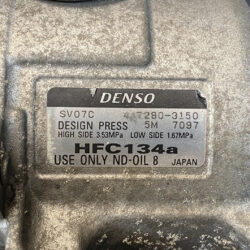 DENSO
SV07C 447280-3150
DESIGN PRESS 5M 7097
HIGH SIDE 3.53MPa LOW SIDE 1.67MPa
HFC134a
USE ONLY ND-OIL 8 JAPAN